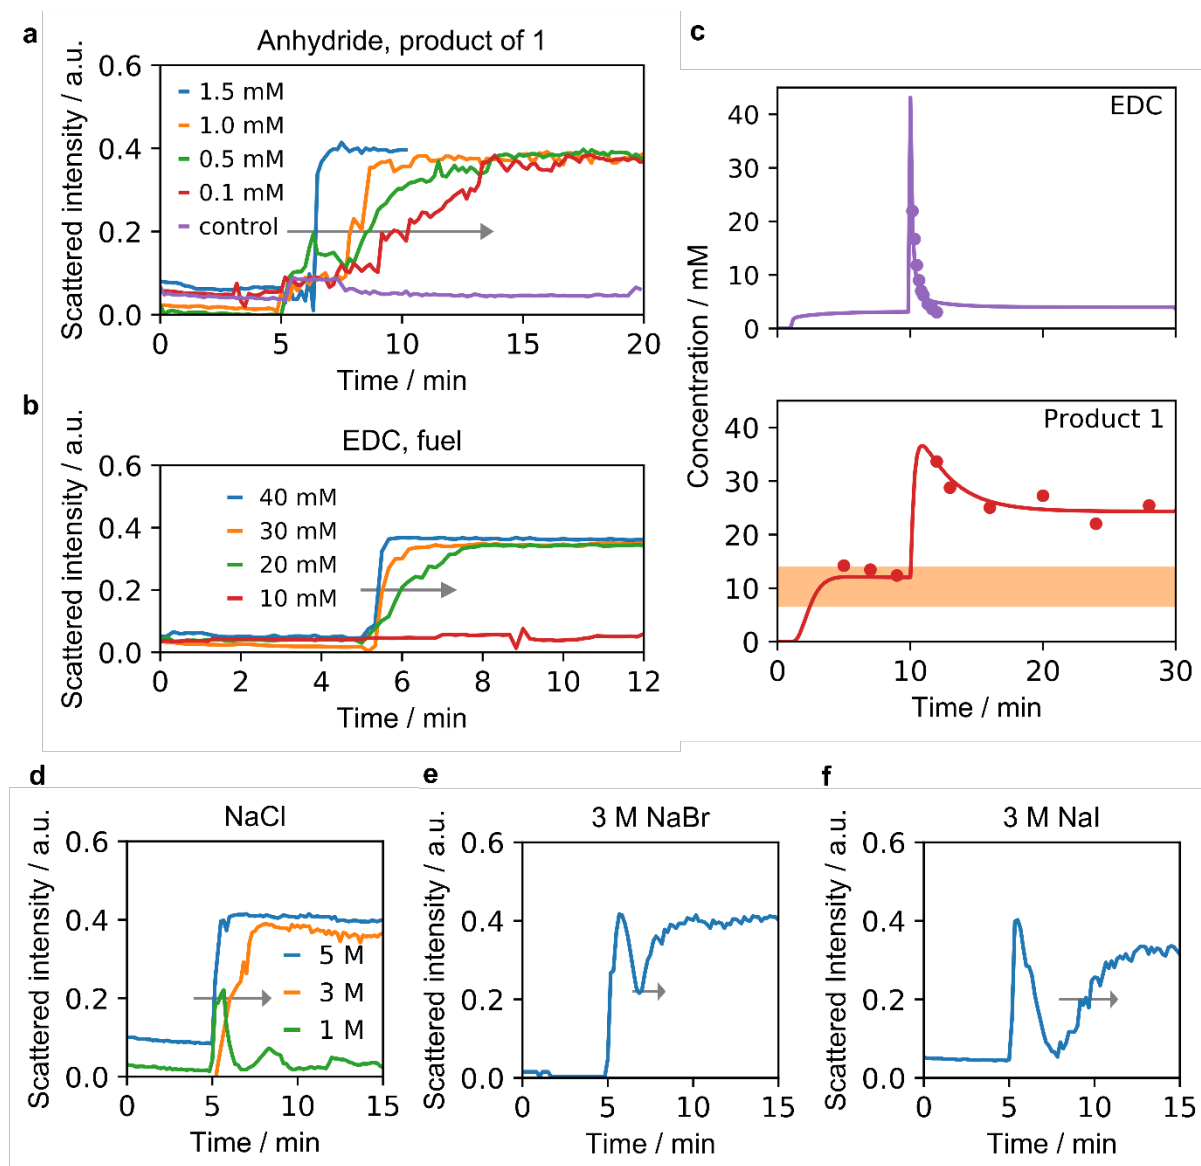 a
Anhydride, product of 1
Scattered intensity / a.u.
0.6
0.4
0.2
0.0
1.5 mM
1.0 mM
0.5 mM
0.1 mM
control
0
5
10
15
20
Time / min
b
EDC, fuel
Scattered intensity / a.u.
0.6
0.4
0.2
0.0
40 mM
30 mM
20 mM
10 mM
0
2
4
6
8
10
12
Time / min
c
EDC
Concentration / mM
40
30
20
10
0
Product 1
40
30
20
10
0
0
10
20
30
Time / min
d
NaCl
Scattered intensity / a.u.
0.6
0.4
0.2
0.0
5 M
3 M
1 M
0
5
10
15
Time / min
e
3 M NaBr
Scattered intensity / a.u.
0.6
0.4
0.2
0.0
0
5
10
15
Time / min
f
3 M NaI
Scattered Intensity / a.u.
0.6
0.4
0.2
0.0
0
5
10
15
Time / min